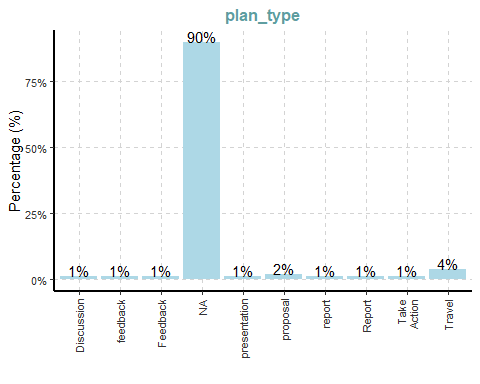 plan_type
90%
75%
Percentage (%)
50%
25%
1%
1%
1%
1%
2%
1%
1%
1%
4%
0%
Discussion
feedback
Feedback
NA
presentation
proposal
report
Report
Take
Action
Travel